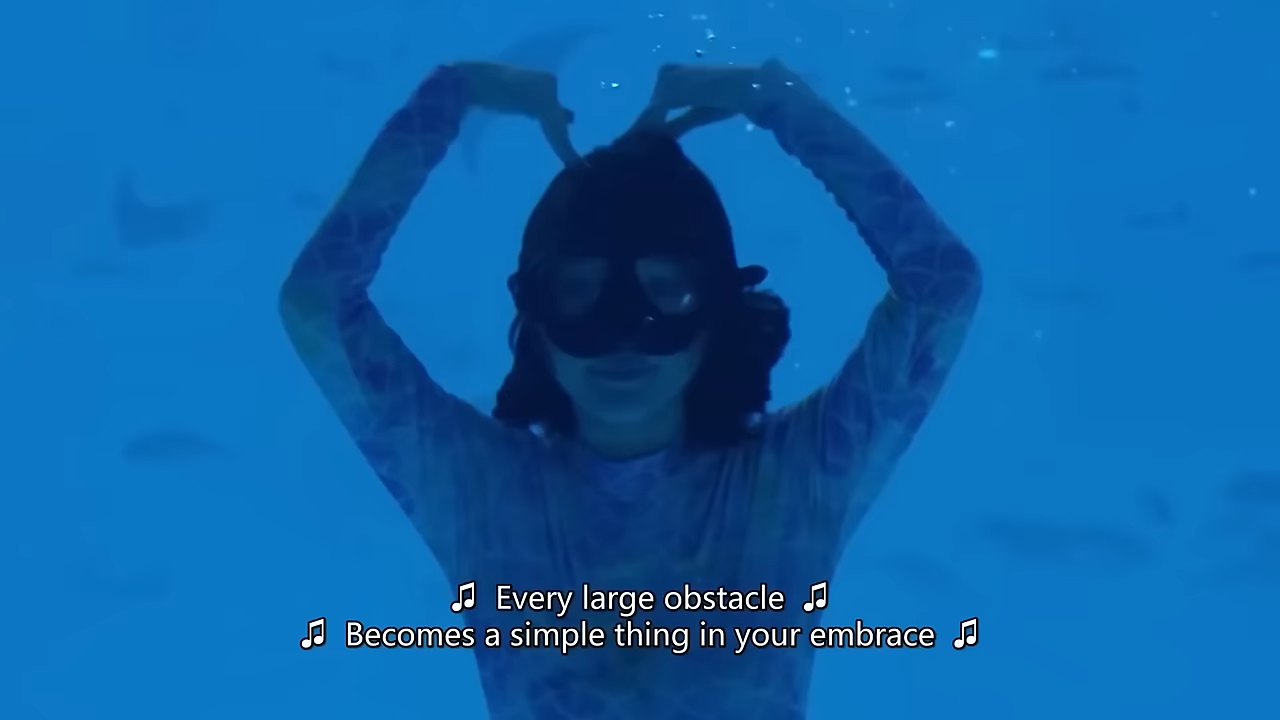 ♫ Every large obstacle ♫
♫ Becomes a simple thing in your embrace ♫